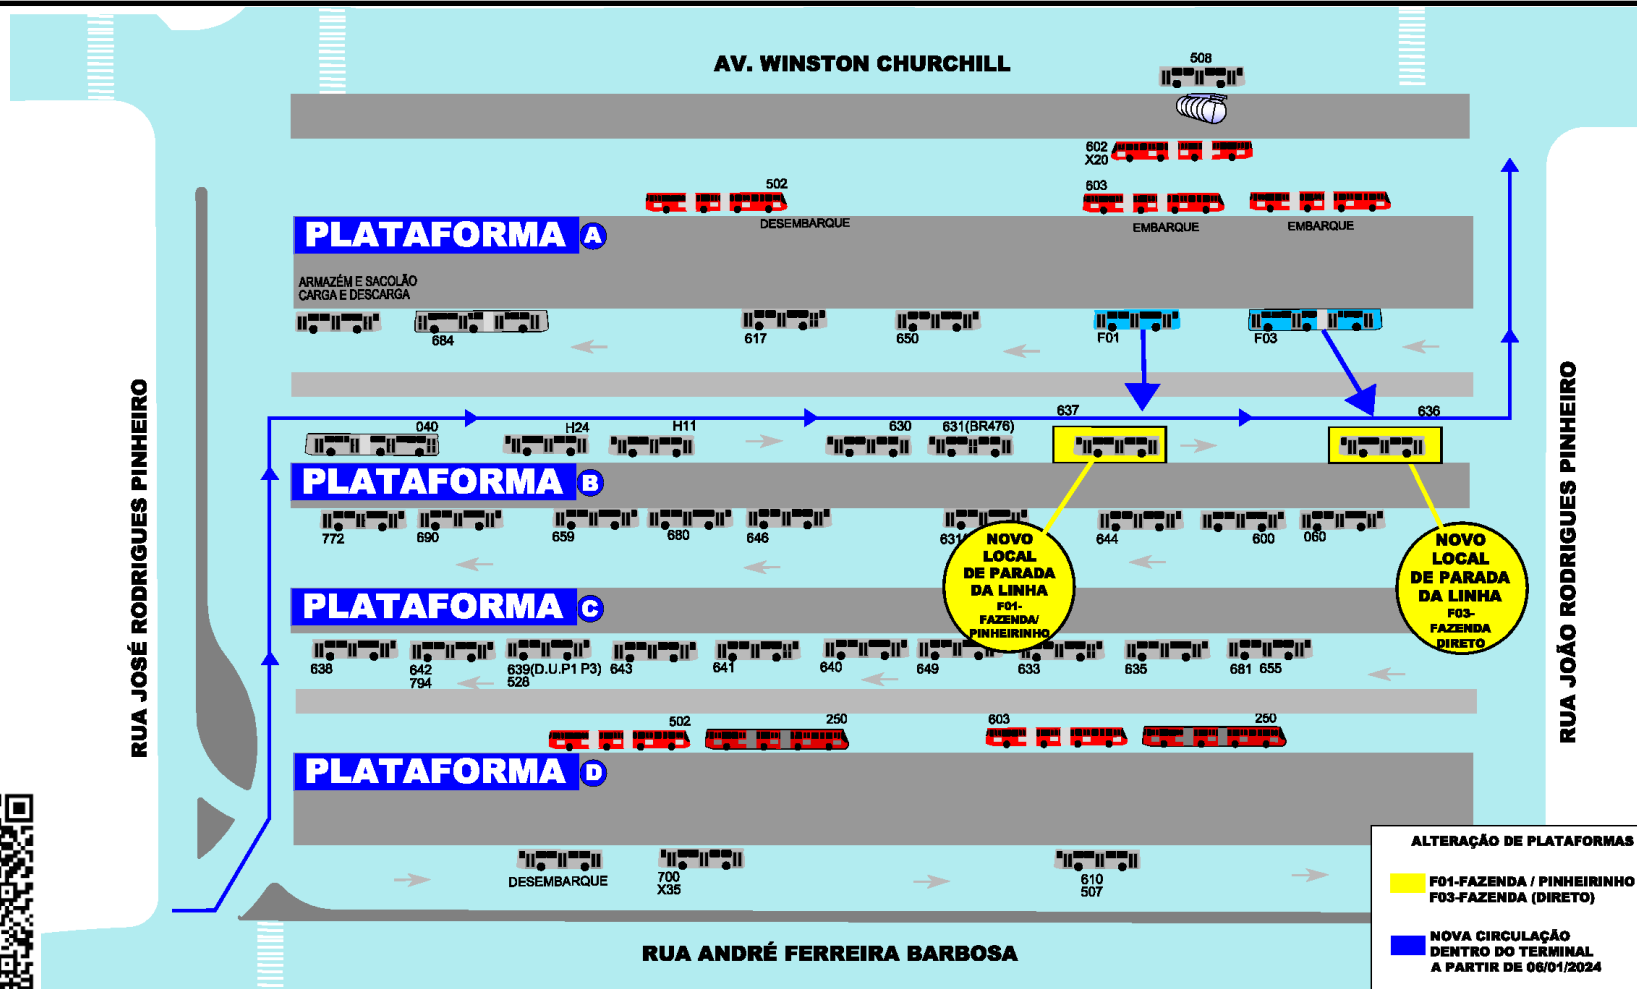 AV. WINSTON CHURCHILL
508
602
X20
502
603
DESEMBARQUE
EMBARQUE
EMBARQUE
PLATAFORMA A
ARMAZÉM E SACOLÃO
CARGA E DESCARGA
684
617
650
F01
F03
637
636
040
H24
H11
630
631(BR476)
PLATAFORMA B
772
690
659
680
646
644
600
060
NOVO
LOCAL
DE PARADA
DA LINHA
F01-
FAZENDA/
PINHEIRINHO
NOVO
LOCAL
DE PARADA
DA LINHA
F03-
FAZENDA
DIRETO
PLATAFORMA C
638
642
794
639(D.U.P1 P3)
528
643
641
640
649
633
635
681 655
502
250
603
250
PLATAFORMA D
DESEMBARQUE
700
X35
610
507
RUA JOSÉ RODRIGUES PINHEIRO
RUA JOÃO RODRIGUES PINHEIRO
RUA ANDRÉ FERREIRA BARBOSA
ALTERAÇÃO DE PLATAFORMAS
F01-FAZENDA / PINHEIRINHO
F03-FAZENDA (DIRETO)
NOVA CIRCULAÇÃO
DENTRO DO TERMINAL
A PARTIR DE 06/01/2024